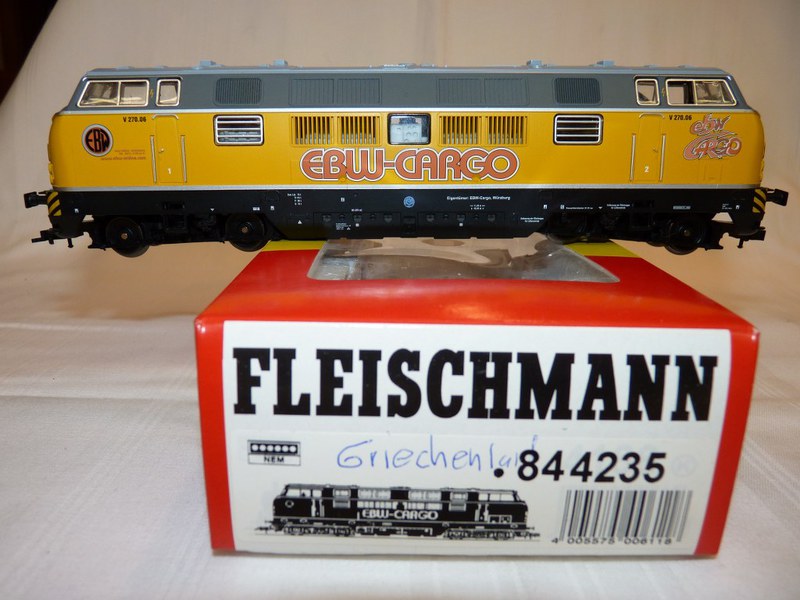 V 270.06
V 270.06
EBW
EBW CARGO
1
EBW-CARGO
2
Eigentümer: EBW-Cargo, Würzburg
FLEISCHMANN
NEM
Griechenland
844235
EBW-CARGO
4 005575 006118